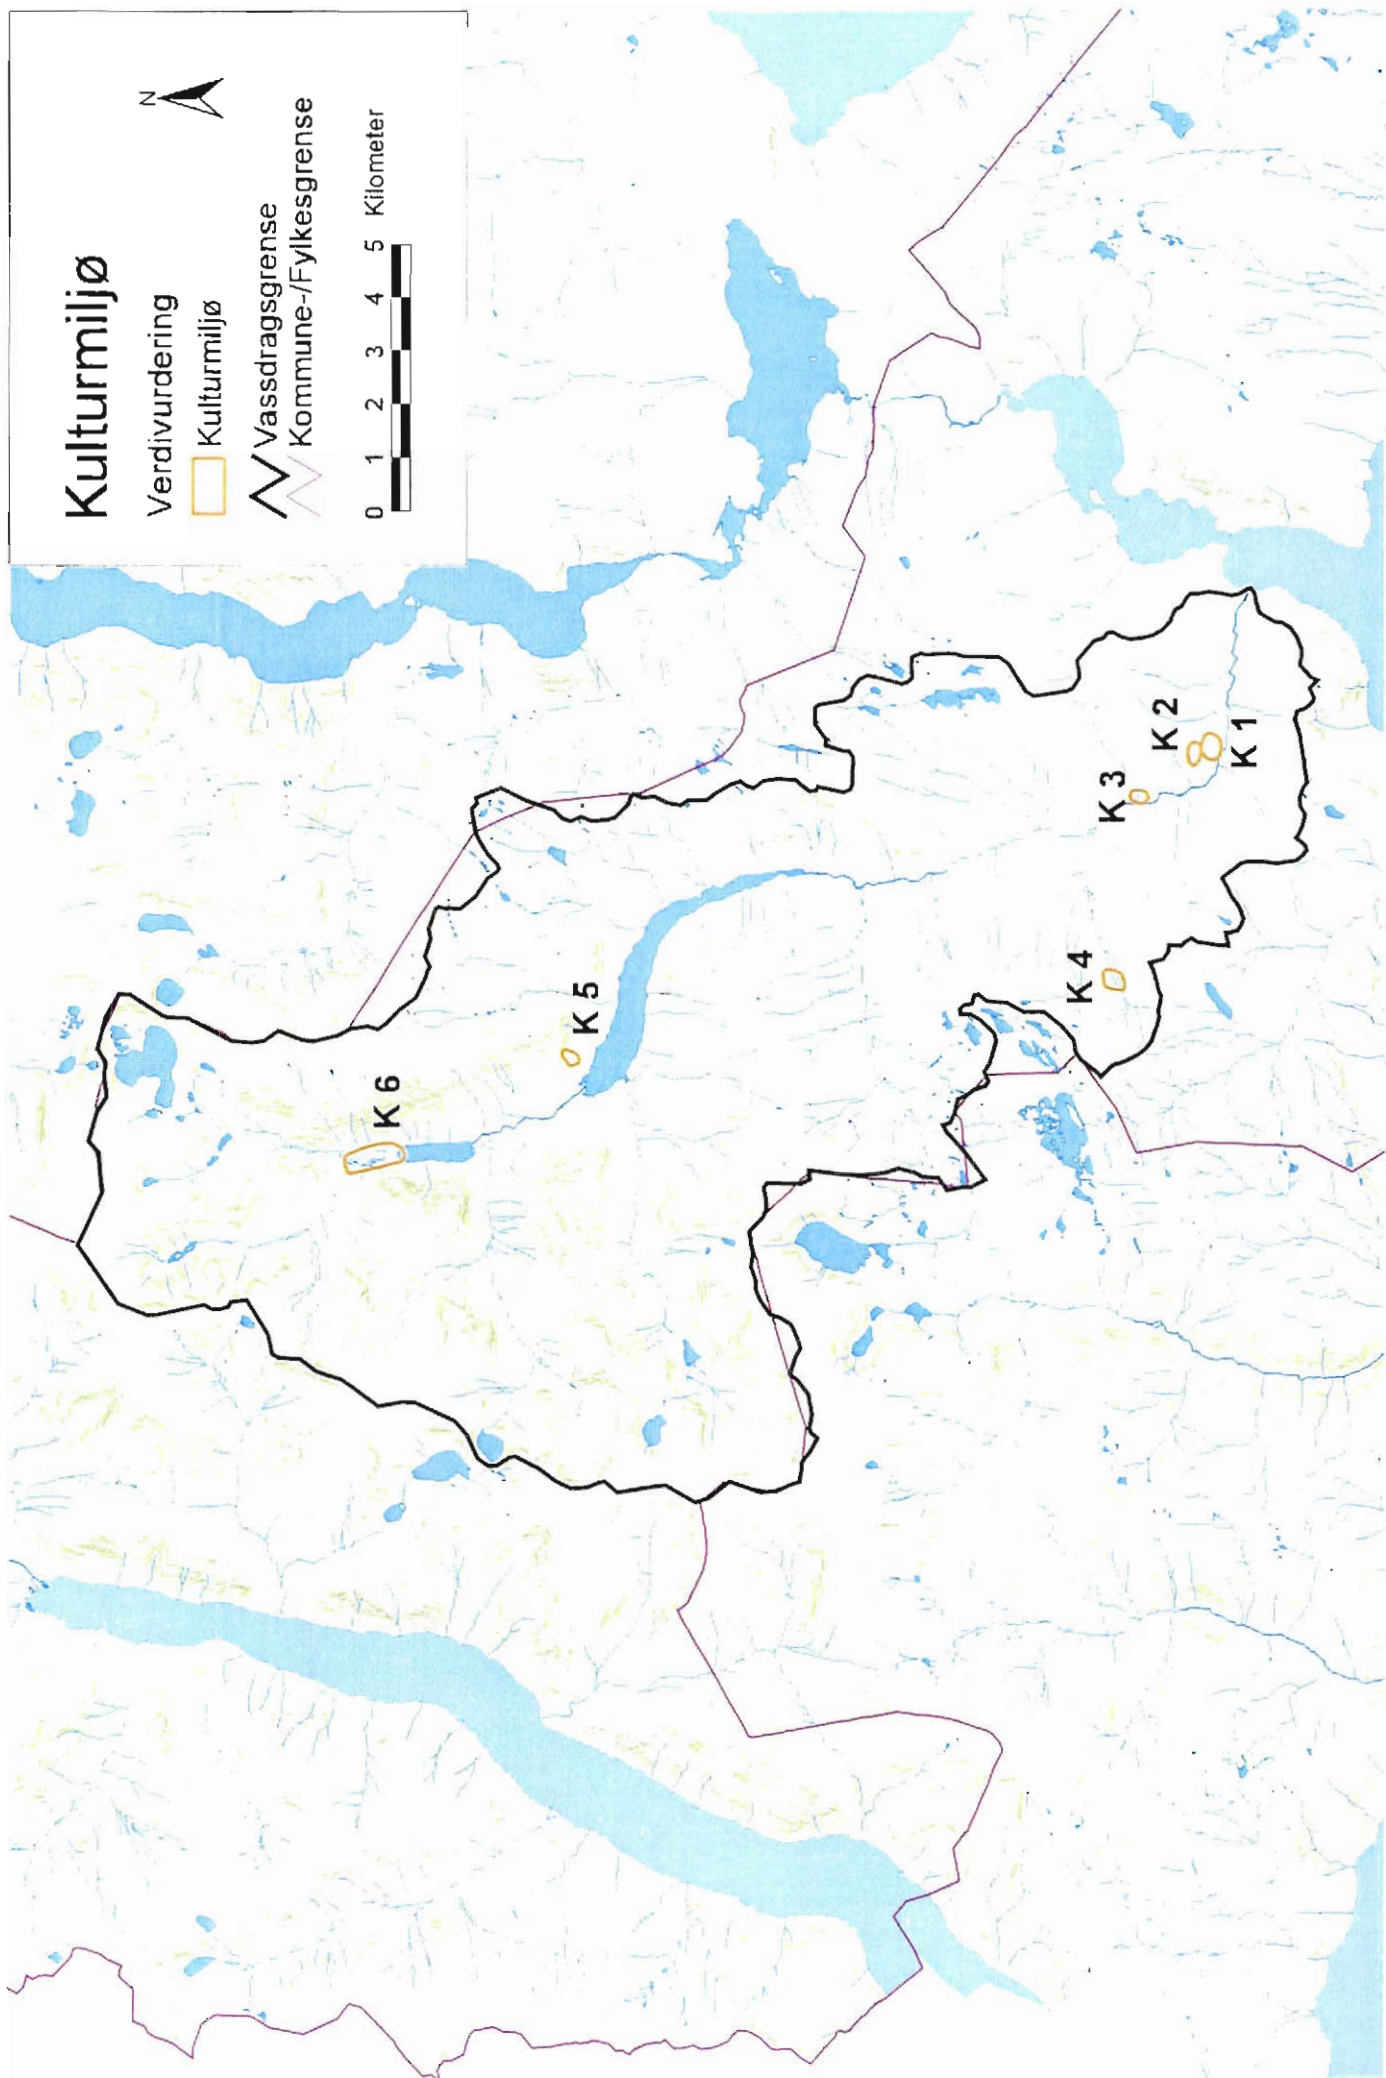 Kulturmiljø
Verdivurdering
Kulturmiljø
Vassdragsgrense
Kommune-/Fylkesgrense
0 1 2 3 4 5 Kilometer
N
K 6
K 5
K 4
K 3
K 2
K 1